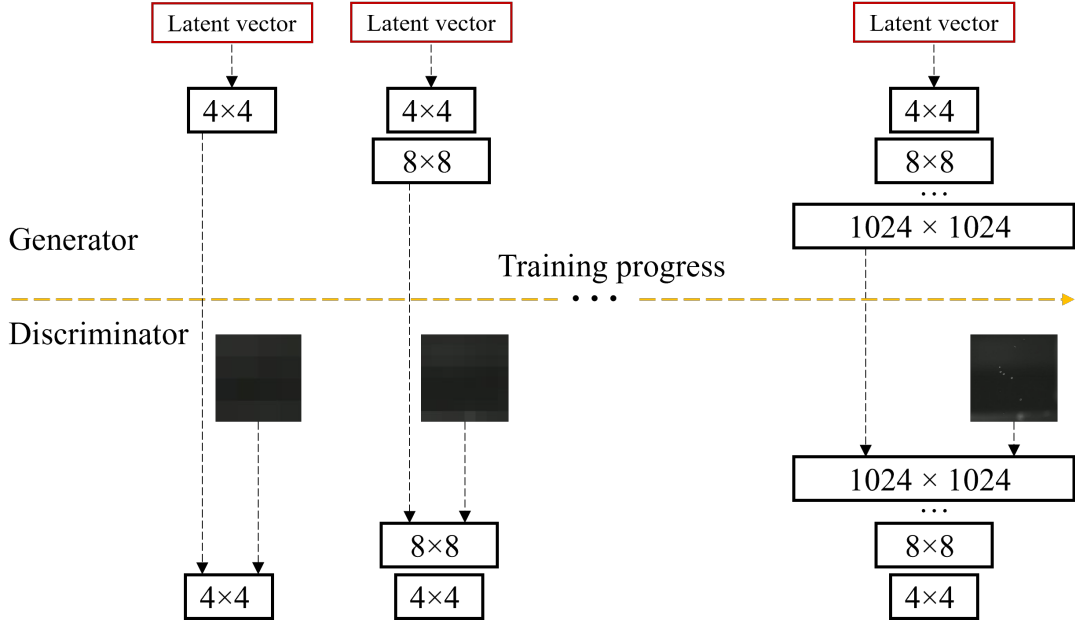 Latent vector
Latent vector
Latent vector
4×4
4×4
4×4
8×8
8×8
...
1024 × 1024
Generator
Training progress
...
Discriminator
1024 × 1024
...
8×8
8×8
4×4
4×4
4×4